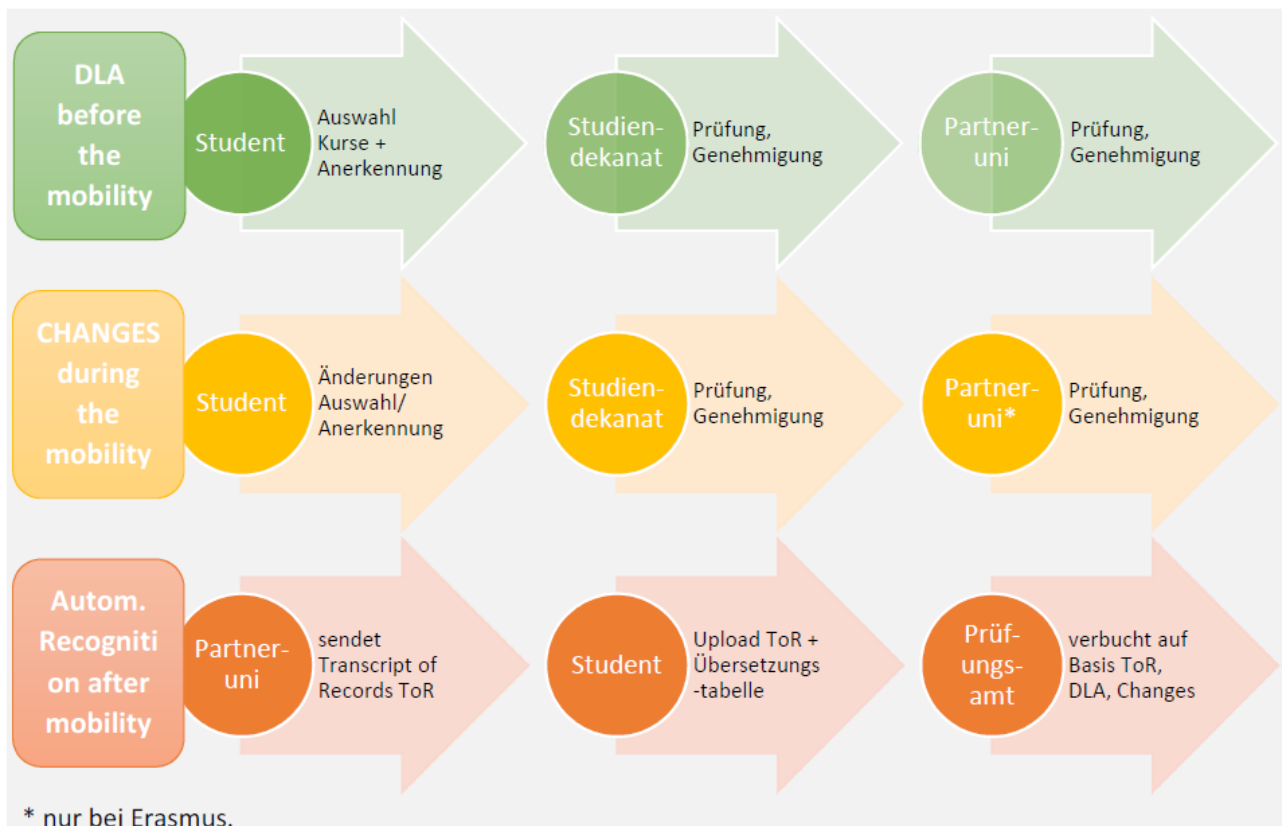 DLA
before
the
mobility
Student
Auswahl
Kurse +
Anerkennung
Studien-
dekanat
Prüfung,
Genehmigung
Partner-
uni
Prüfung,
Genehmigung
CHANGES
during
the
mobility
Student
Änderungen
Auswahl/
Anerkennung
Studien-
dekanat
Prüfung,
Genehmigung
Partner-
uni*
Prüfung,
Genehmigung
Autom.
Recogniti
on after
mobility
Partner-
uni
sendet
Transcript of
Records ToR
Student
Upload ToR +
Übersetzungs
-tabelle
Prüf-
ungs-
amt
verbucht auf
Basis ToR,
DLA, Changes
* nur bei Erasmus.